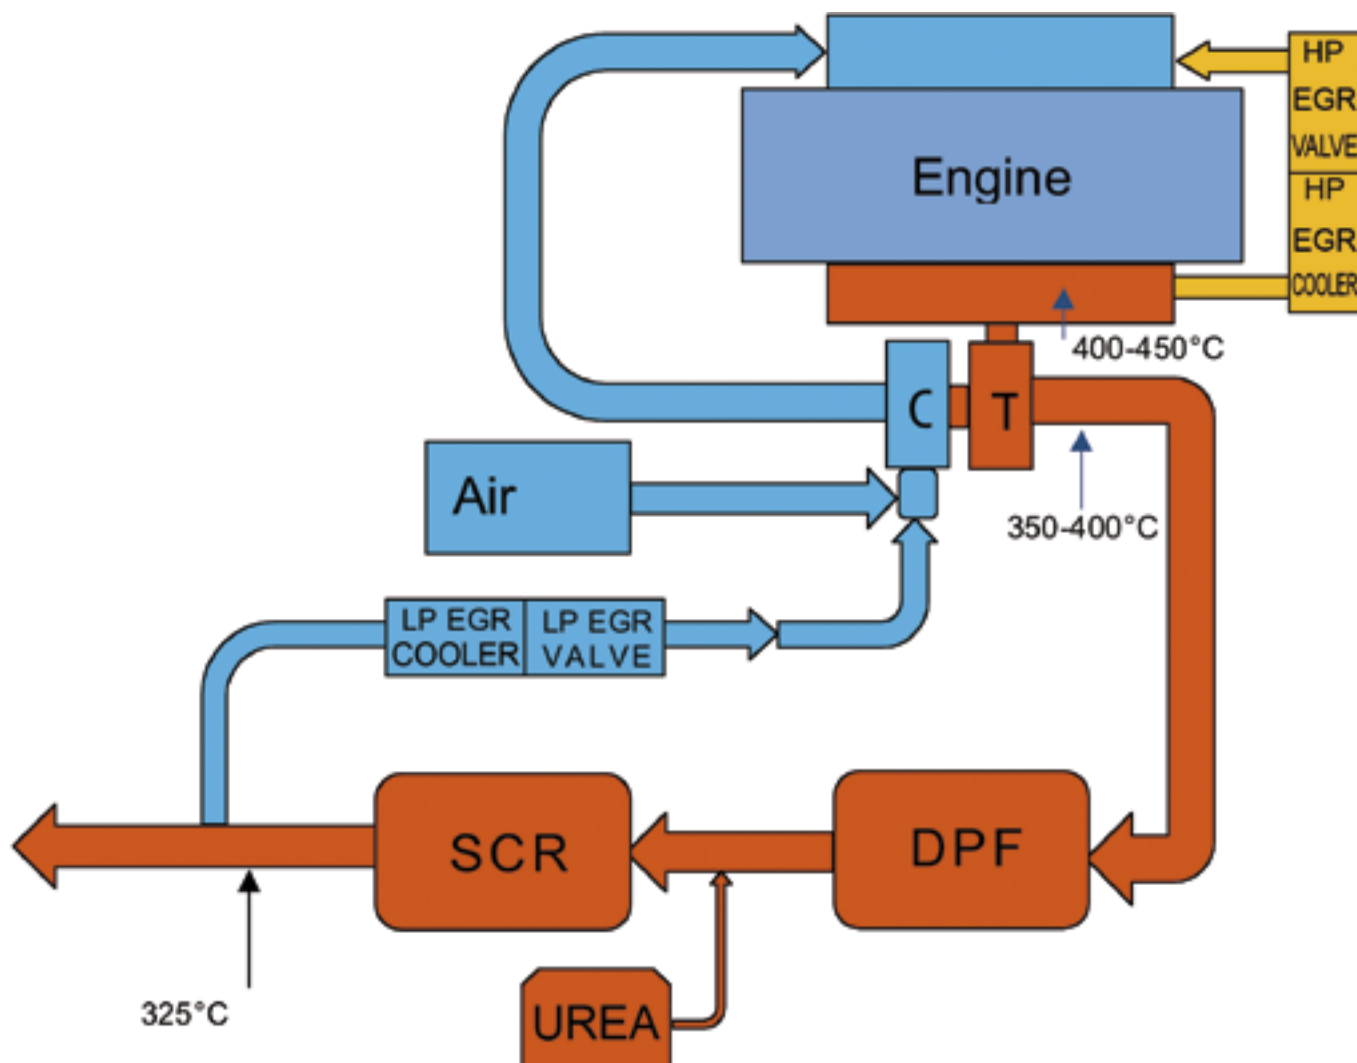 HP
EGR
VALVE
HP
EGR
COOLER
Engine
400-450°C
C
T
Air
350-400°C
LP EGR
COOLER
LP EGR
VALVE
SCR
DPF
325°C
UREA